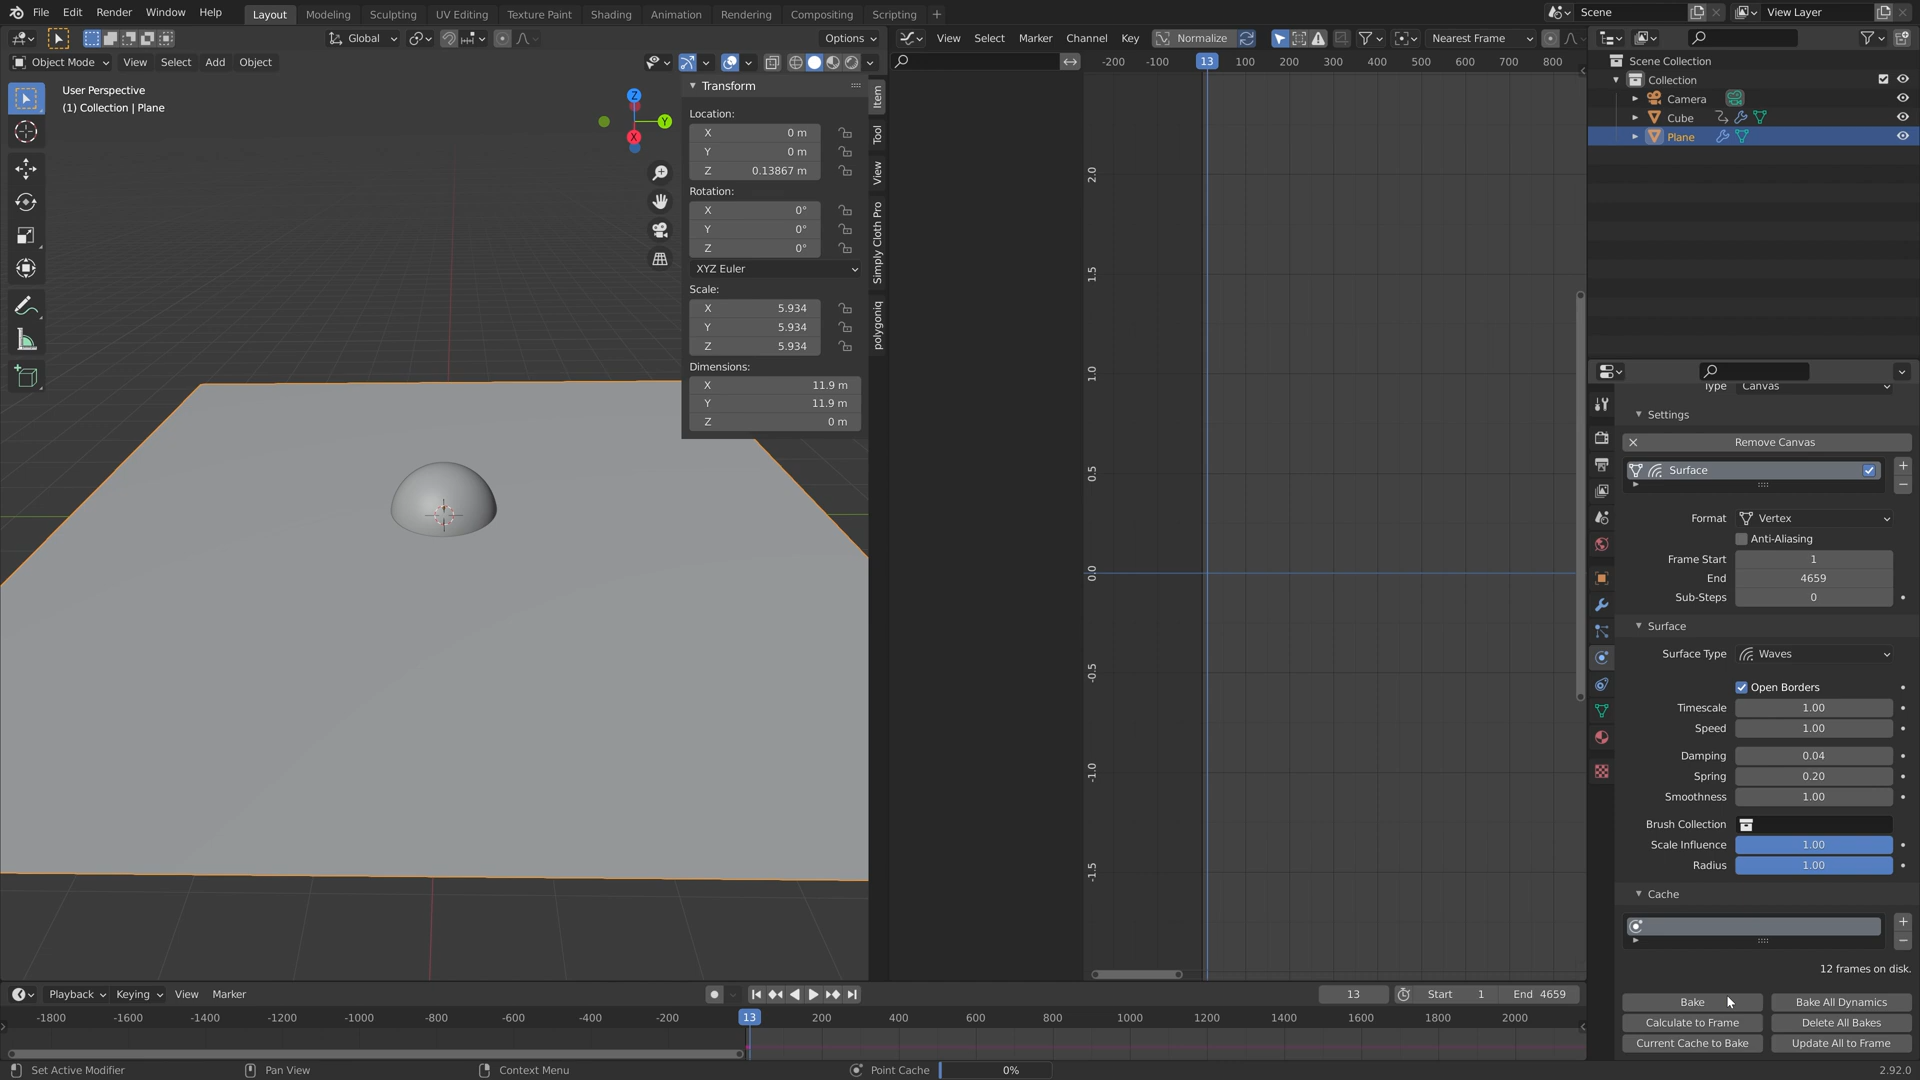 File Edit Render Window Help Layout Modeling Sculpting UV Editing Texture Paint Shading Animation Rendering Compositing Scripting + Scene View Layer
Global Options View Select Marker Channel Key Normalize Nearest Frame
Object Mode View Select Add Object
-200 -100 13 100 200 300 400 500 600 700 800
User Perspective
(1) Collection | Plane
Z
Y
X
Transform
Location:
X 0 m
Y 0 m
Z 0.13867 m
Rotation:
X 0°
Y 0°
Z 0°
XYZ Euler
Scale:
X 5.934
Y 5.934
Z 5.934
Dimensions:
X 11.9 m
Y 11.9 m
Z 0 m
Item
Tool
View
Simply Cloth Pro
polygoniq
2.0
1.5
1.0
0.5
0.0
-0.5
-1.0
-1.5
Scene Collection
Collection
Camera
Cube
Plane
Type Canvas
Settings
Remove Canvas
Surface
Format Vertex
Anti-Aliasing
Frame Start 1
End 4659
Sub-Steps 0
Surface
Surface Type Waves
Open Borders
Timescale 1.00
Speed 1.00
Damping 0.04
Spring 0.20
Smoothness 1.00
Brush Collection
Scale Influence 1.00
Radius 1.00
Cache
12 frames on disk.
Bake Bake All Dynamics
Calculate to Frame Delete All Bakes
Current Cache to Bake Update All to Frame
Playback Keying View Marker 13 Start 1 End 4659
-1800 -1600 -1400 -1200 -1000 -800 -600 -400 -200 13 200 400 600 800 1000 1200 1400 1600 1800 2000
Set Active Modifier Pan View Context Menu Point Cache 0% 2.92.0